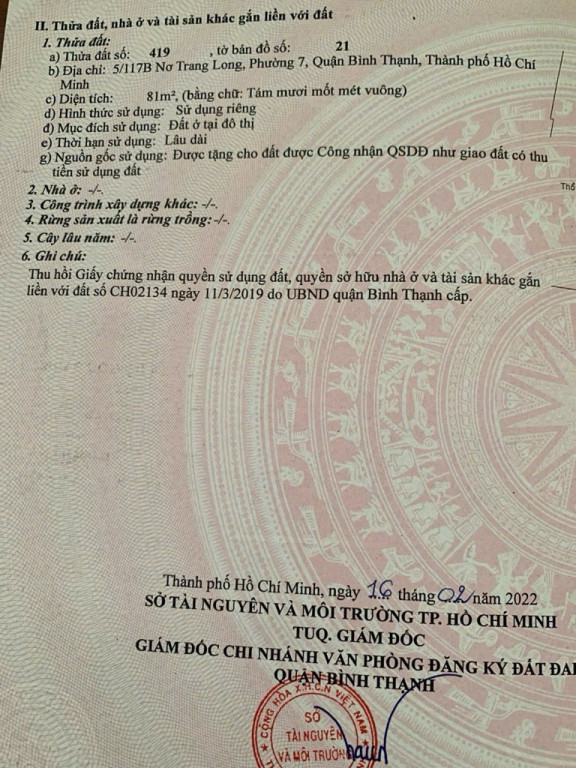 II. Thửa đất, nhà ở và tài sản khác gắn liền với đất
1. Thửa đất:
a) Thửa đất số: 419 , tờ bản đồ số: 21
b) Địa chỉ: 5/117B Nơ Trang Long, Phường 7, Quận Bình Thạnh, Thành phố Hồ Chí
Minh
c) Diện tích: 81m², (bằng chữ: Tám mươi mốt mét vuông)
d) Hình thức sử dụng: Sử dụng riêng
đ) Mục đích sử dụng: Đất ở tại đô thị
e) Thời hạn sử dụng: Lâu dài
g) Nguồn gốc sử dụng: Được tặng cho đất được Công nhận QSDĐ như giao đất có thu
tiền sử dụng đất
2. Nhà ở: -/-.
3. Công trình xây dựng khác: -/-.
4. Rừng sản xuất là rừng trồng: -/-.
5. Cây lâu năm: -/-.
6. Ghi chú:
Thu hồi Giấy chứng nhận quyền sử dụng đất, quyền sở hữu nhà ở và tài sản khác gắn
liền với đất số CH02134 ngày 11/3/2019 do UBND quận Bình Thạnh cấp.
Thành phố Hồ Chí Minh, ngày 16 tháng 02 năm 2022
SỞ TÀI NGUYÊN VÀ MÔI TRƯỜNG TP. HỒ CHÍ MINH
TUQ. GIÁM ĐỐC
GIÁM ĐỐC CHI NHÁNH VĂN PHÒNG ĐĂNG KÝ ĐẤT ĐAI
QUẬN BÌNH THẠNH
CỘNG HÒA X.H.C.N VIỆT NAM
SỞ
TÀI NGUYÊN
VÀ MÔI TRƯỜNG